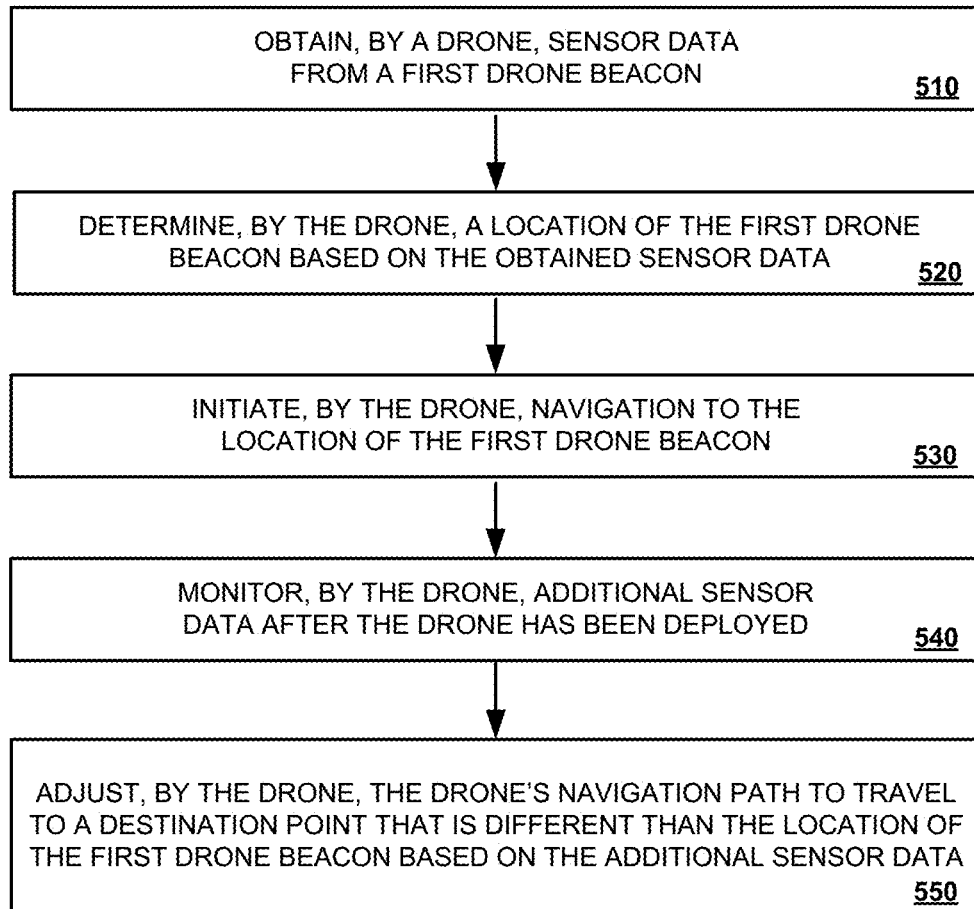 OBTAIN, BY A DRONE, SENSOR DATA
FROM A FIRST DRONE BEACON
510
DETERMINE, BY THE DRONE, A LOCATION OF THE FIRST DRONE
BEACON BASED ON THE OBTAINED SENSOR DATA
520
INITIATE, BY THE DRONE, NAVIGATION TO THE
LOCATION OF THE FIRST DRONE BEACON
530
MONITOR, BY THE DRONE, ADDITIONAL SENSOR
DATA AFTER THE DRONE HAS BEEN DEPLOYED
540
ADJUST, BY THE DRONE, THE DRONE'S NAVIGATION PATH TO TRAVEL
TO A DESTINATION POINT THAT IS DIFFERENT THAN THE LOCATION OF
THE FIRST DRONE BEACON BASED ON THE ADDITIONAL SENSOR DATA
550